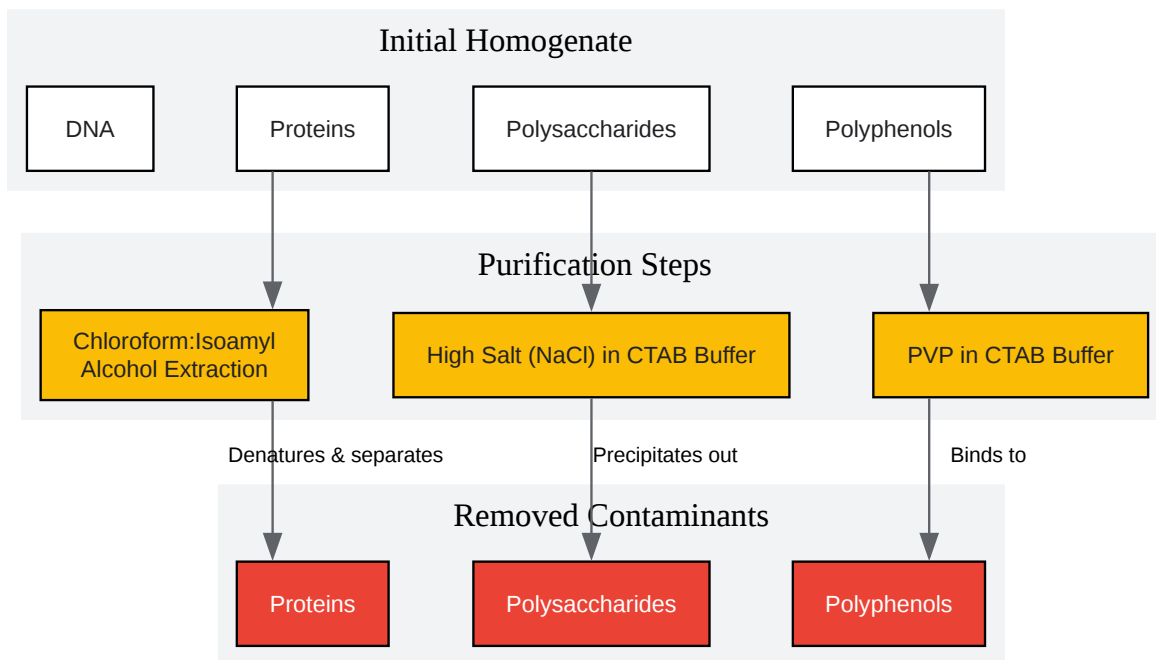 Initial Homogenate
DNA
Proteins
Polysaccharides
Polyphenols
Purification Steps
Chloroform:Isoamyl
Alcohol Extraction
High Salt (NaCl) in CTAB Buffer
PVP in CTAB Buffer
Denatures & separates
Precipitates out
Binds to
Removed Contaminants
Proteins
Polysaccharides
Polyphenols